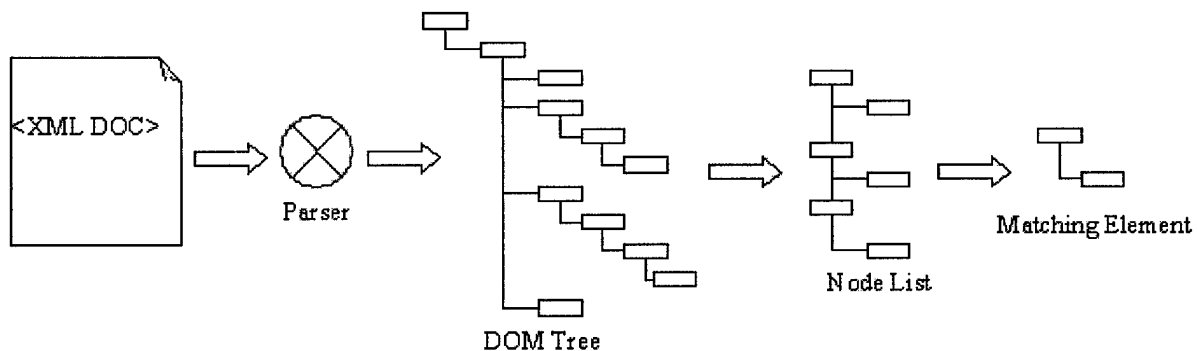 <XML DOC>
Parser
DOM Tree
Node List
Matching Element